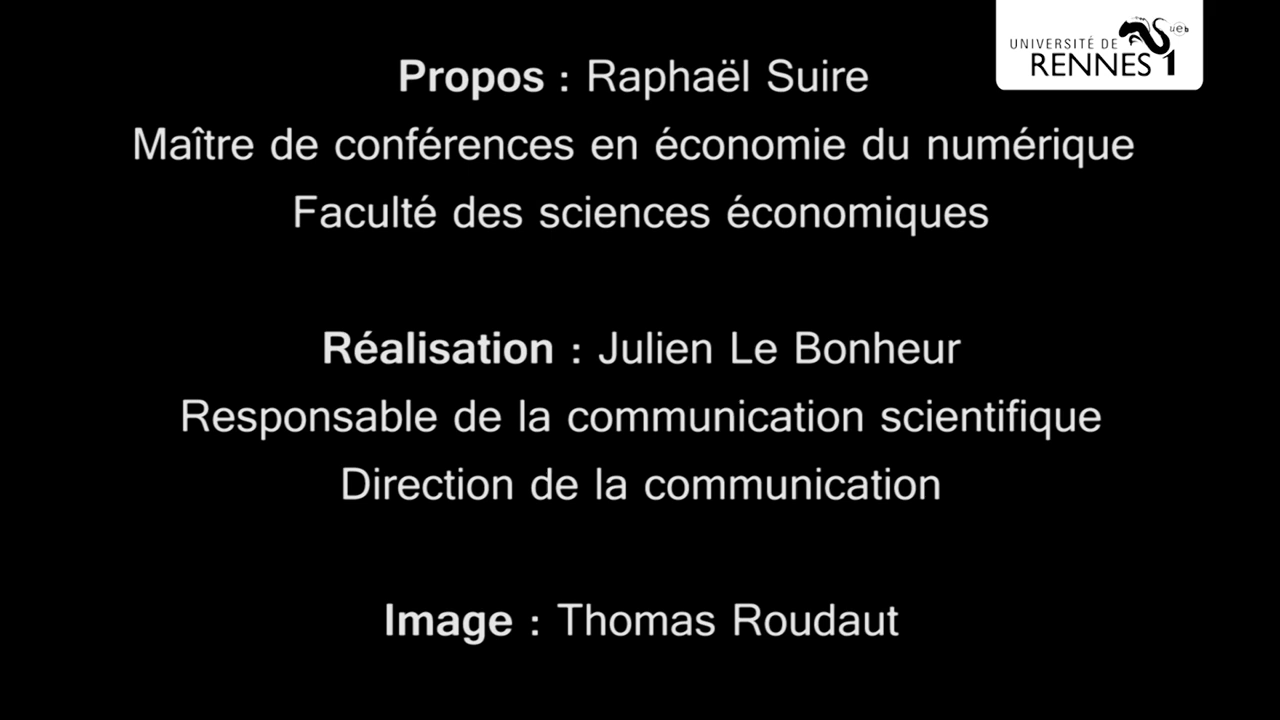 UNIVERSITÉ DE
RENNES 1
ueb
Propos : Raphaël Suire
Maître de conférences en économie du numérique
Faculté des sciences économiques
Réalisation : Julien Le Bonheur
Responsable de la communication scientifique
Direction de la communication
Image : Thomas Roudaut